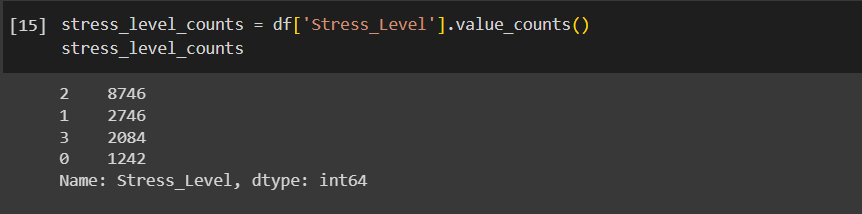 [15] stress_level_counts = df['Stress_Level'].value_counts()
stress_level_counts
2    8746
1    2746
3    2084
0    1242
Name: Stress_Level, dtype: int64